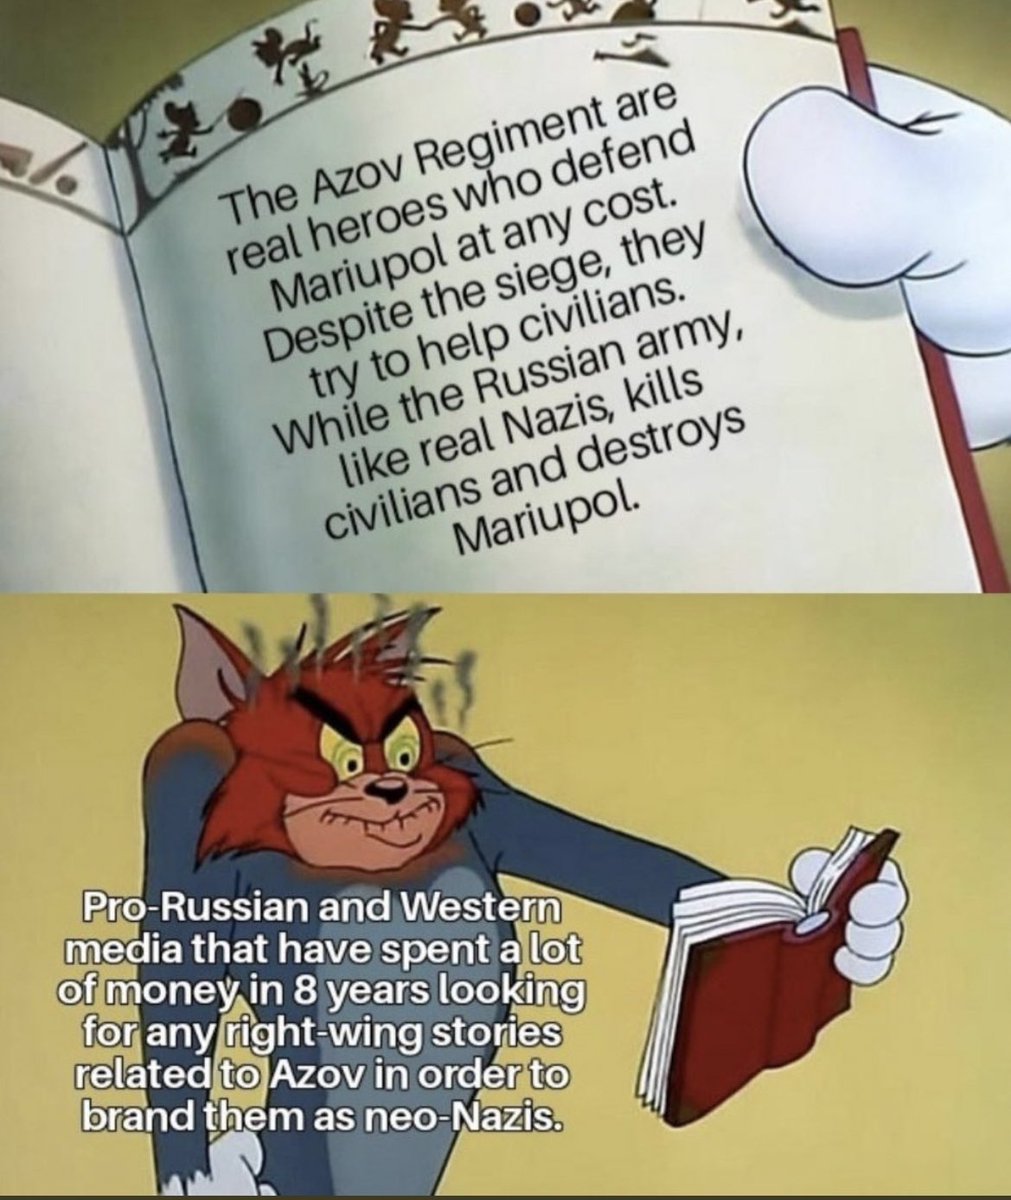 The Azov Regiment are
real heroes who defend
Mariupol at any cost.
Despite the siege, they
try to help civilians.
While the Russian army,
like real Nazis, kills
civilians and destroys
Mariupol.
Pro-Russian and Western
media that have spent a lot
of money in 8 years looking
for any right-wing stories
related to Azov in order to
brand them as neo-Nazis.